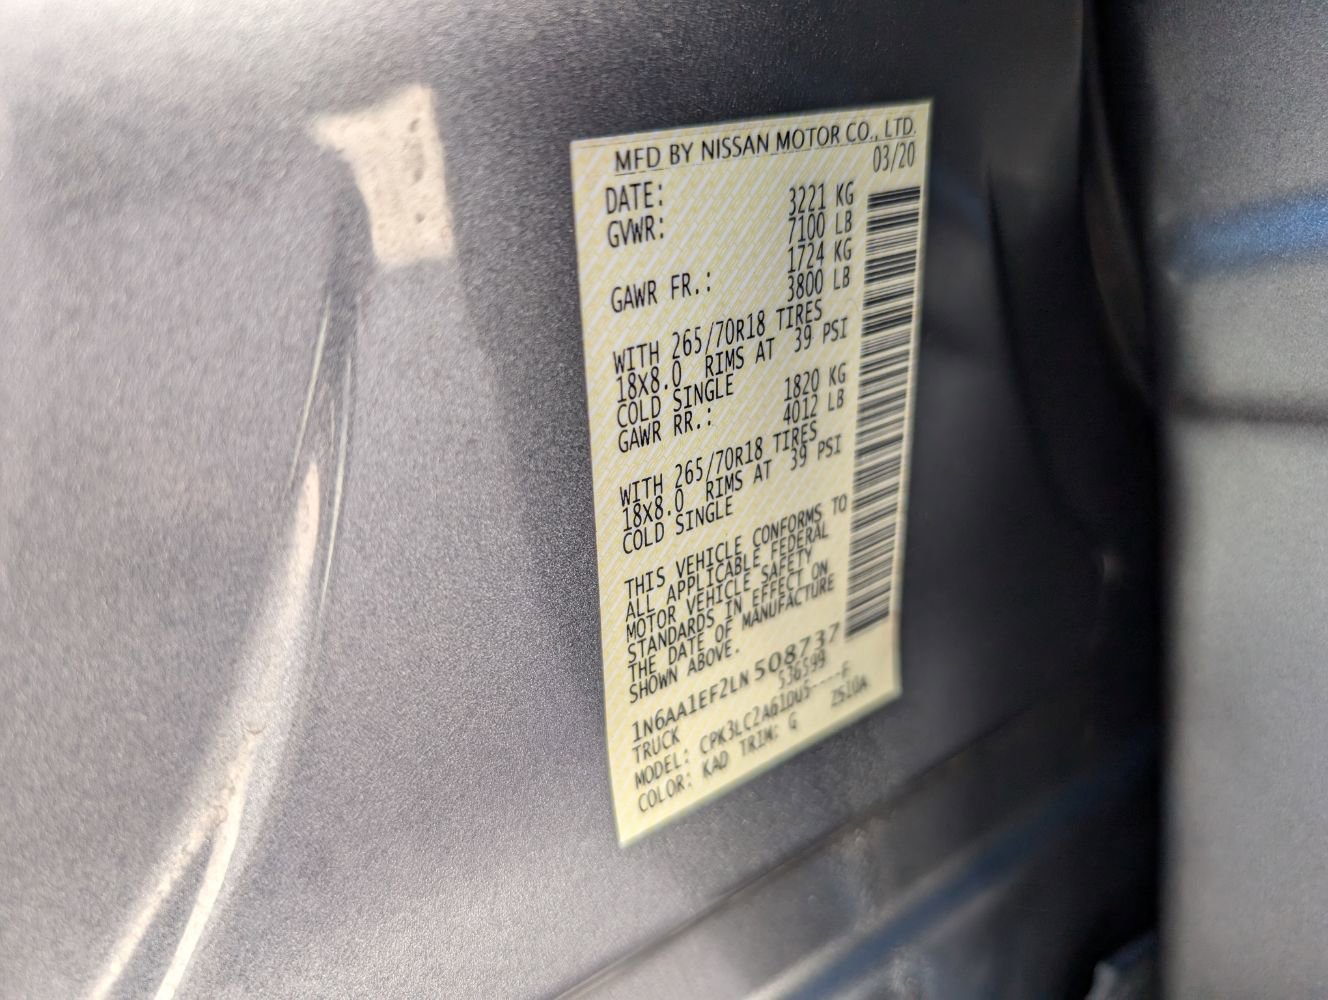 MFD BY NISSAN MOTOR CO., LTD.
DATE: 03/20
GVWR: 3221 KG
7100 LB
GAWR FR.: 1724 KG
3800 LB
WITH 265/70R18 TIRES
18X8.0 RIMS AT 39 PSI
COLD SINGLE
GAWR RR.: 1820 KG
4012 LB
WITH 265/70R18 TIRES
18X8.0 RIMS AT 39 PSI
COLD SINGLE
THIS VEHICLE CONFORMS TO
ALL APPLICABLE FEDERAL
MOTOR VEHICLE SAFETY
STANDARDS IN EFFECT ON
THE DATE OF MANUFACTURE
SHOWN ABOVE.
1N6AA1EF2LN 508737
TRUCK 536599
MODEL: CPK3LC2A61DU5----F
COLOR: KAD TRIM: G